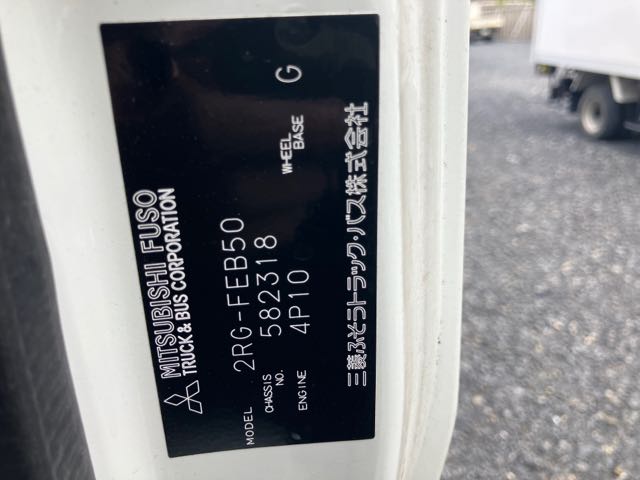 MITSUBISHI FUSO
TRUCK & BUS CORPORATION
MODEL 2RG-FEB50
CHASSIS NO. 582318
ENGINE 4P10
WHEEL BASE G
三菱ふそうトラック・バス株式会社